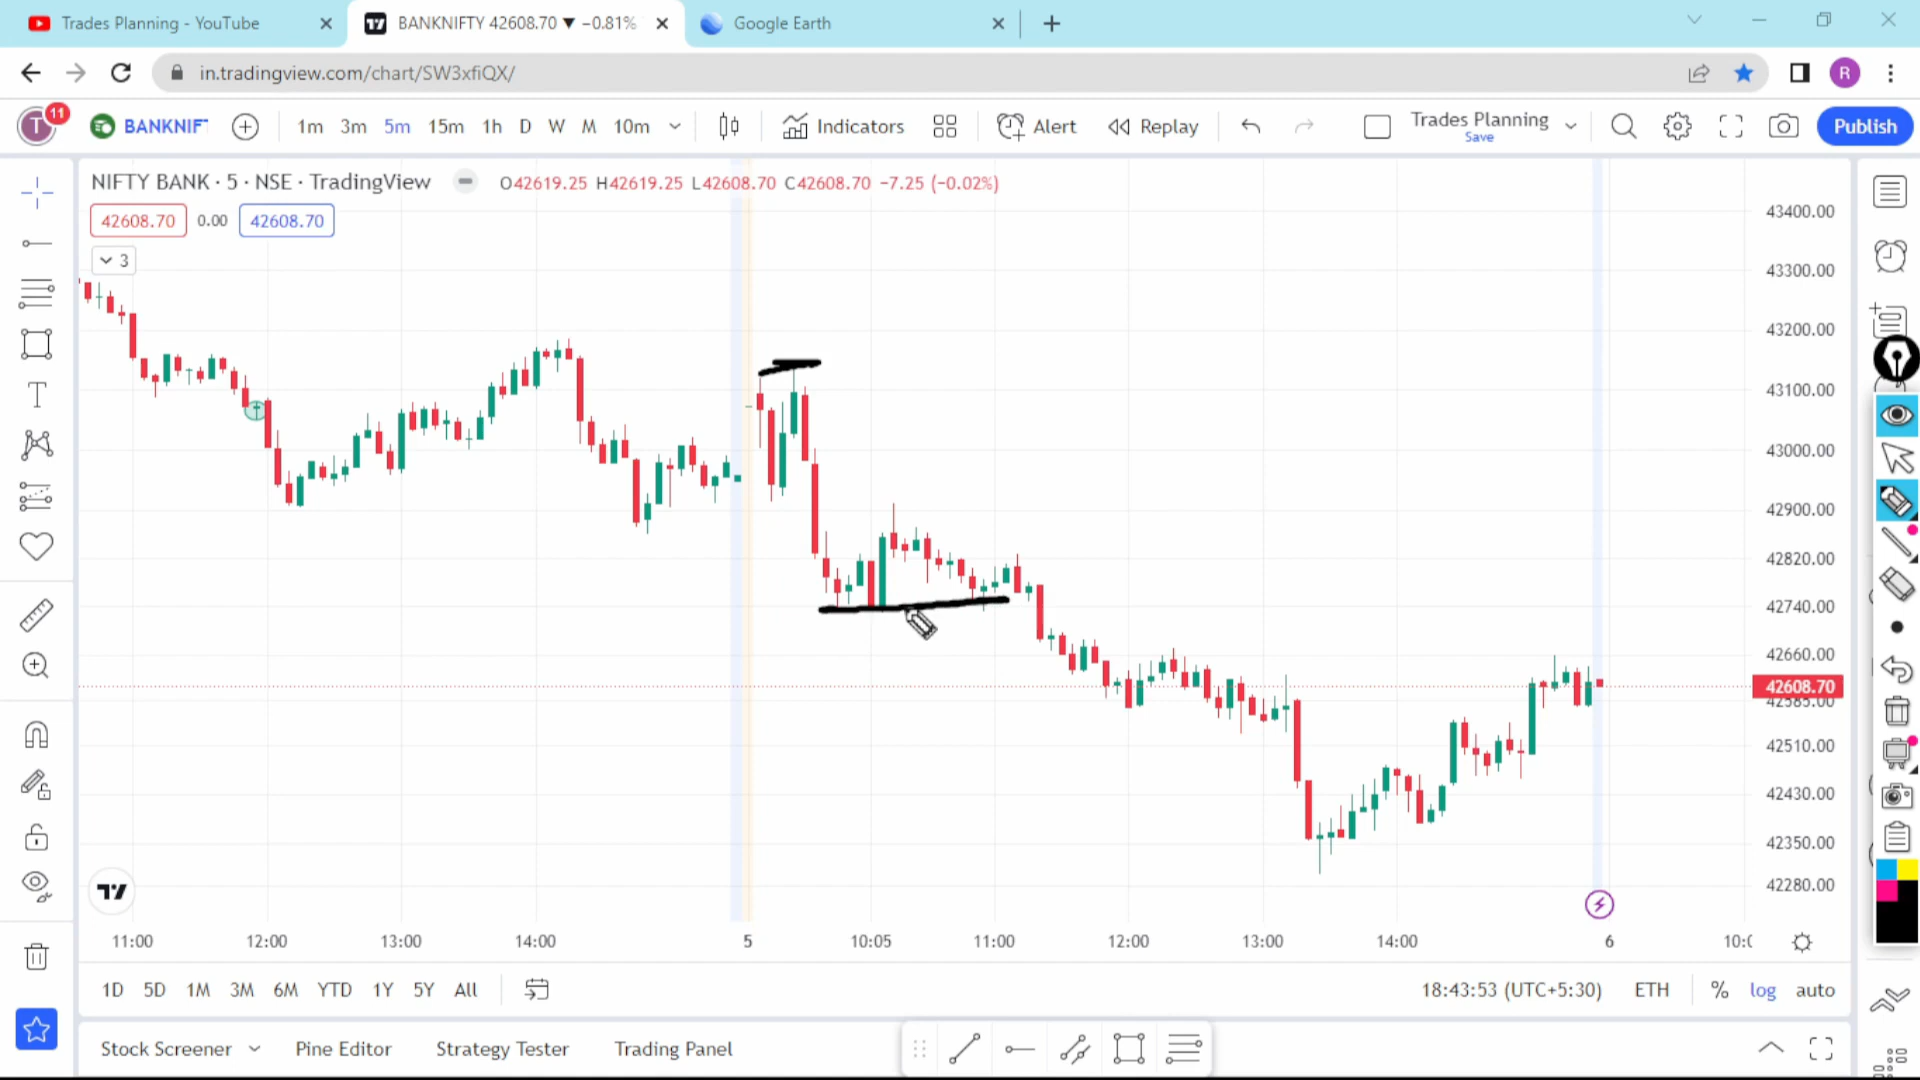 Trades Planning - YouTube
BANKNIFTY 42608.70 ▼ −0.81%
Google Earth
in.tradingview.com/chart/SW3xfiQX/
R
T
11
BANKNIF
1m 3m 5m 15m 1h D W M 10m
Indicators
Alert
Replay
Trades Planning
Save
Publish
NIFTY BANK · 5 · NSE · TradingView
O42619.25 H42619.25 L42608.70 C42608.70 −7.25 (−0.02%)
42608.70 0.00 42608.70
3
43400.00
43300.00
43200.00
43100.00
43000.00
42900.00
42820.00
42740.00
42660.00
42608.70
42585.00
42510.00
42430.00
42350.00
42280.00
11:00 12:00 13:00 14:00 5 10:05 11:00 12:00 13:00 14:00 6
1D 5D 1M 3M 6M YTD 1Y 5Y All
18:43:53 (UTC+5:30) ETH % log auto
Stock Screener Pine Editor Strategy Tester Trading Panel